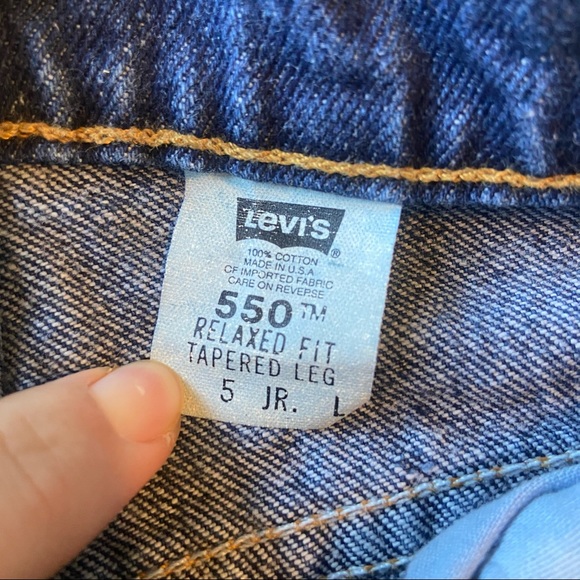 Levi's ®
100% COTTON
MADE IN U.S.A
OF IMPORTED FABRIC
CARE ON REVERSE
550™
RELAXED FIT
TAPERED LEG
5 JR. L